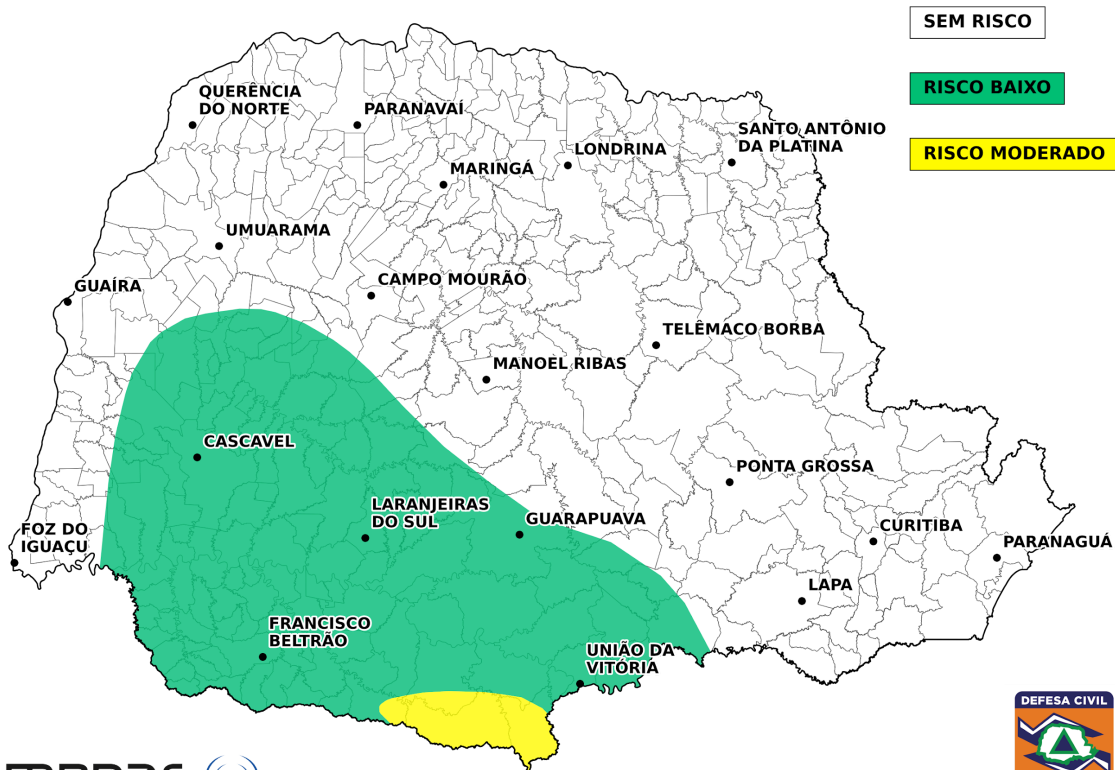 SEM RISCO
RISCO BAIXO
RISCO MODERADO
QUERÊNCIA
DO NORTE
PARANAVAÍ
SANTO ANTÔNIO
DA PLATINA
LONDRINA
MARINGÁ
UMUARAMA
CAMPO MOURÃO
GUAÍRA
TELÊMACO BORBA
MANOEL RIBAS
CASCAVEL
PONTA GROSSA
LARANJEIRAS
DO SUL
GUARAPUAVA
CURITIBA
FOZ DO
IGUAÇU
PARANAGUÁ
LAPA
FRANCISCO
BELTRÃO
UNIÃO DA
VITÓRIA
DEFESA CIVIL